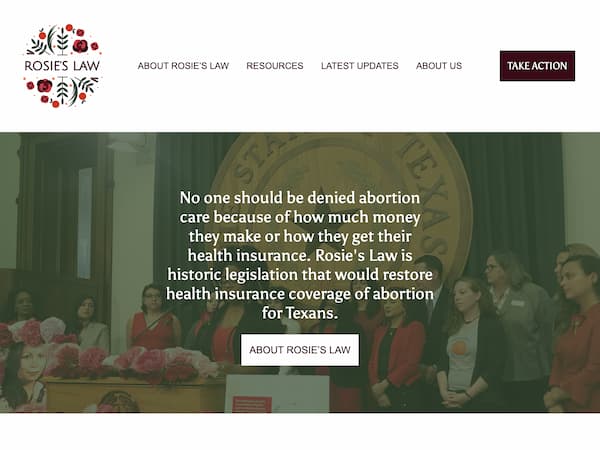 ROSIE'S LAW
ABOUT ROSIE'S LAW
RESOURCES
LATEST UPDATES
ABOUT US
TAKE ACTION
STATE OF TEXAS
No one should be denied abortion
care because of how much money
they make or how they get their
health insurance. Rosie's Law is
historic legislation that would restore
health insurance coverage of abortion
for Texans.
ABOUT ROSIE'S LAW